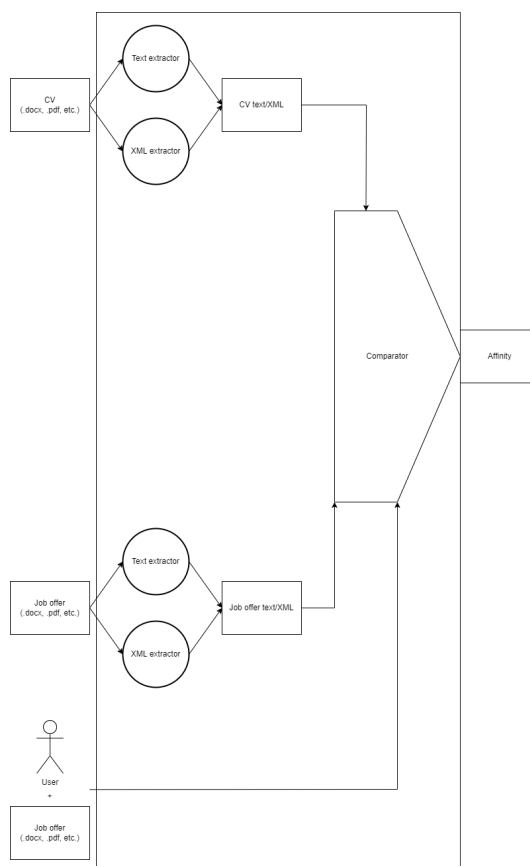 Text extractor
CV
(.docx, .pdf, etc.)
CV text/XML
XML extractor
Comparator
Affinity
Text extractor
Job offer
(.docx, .pdf, etc.)
Job offer text/XML
XML extractor
User
+
Job offer
(.docx, .pdf, etc.)